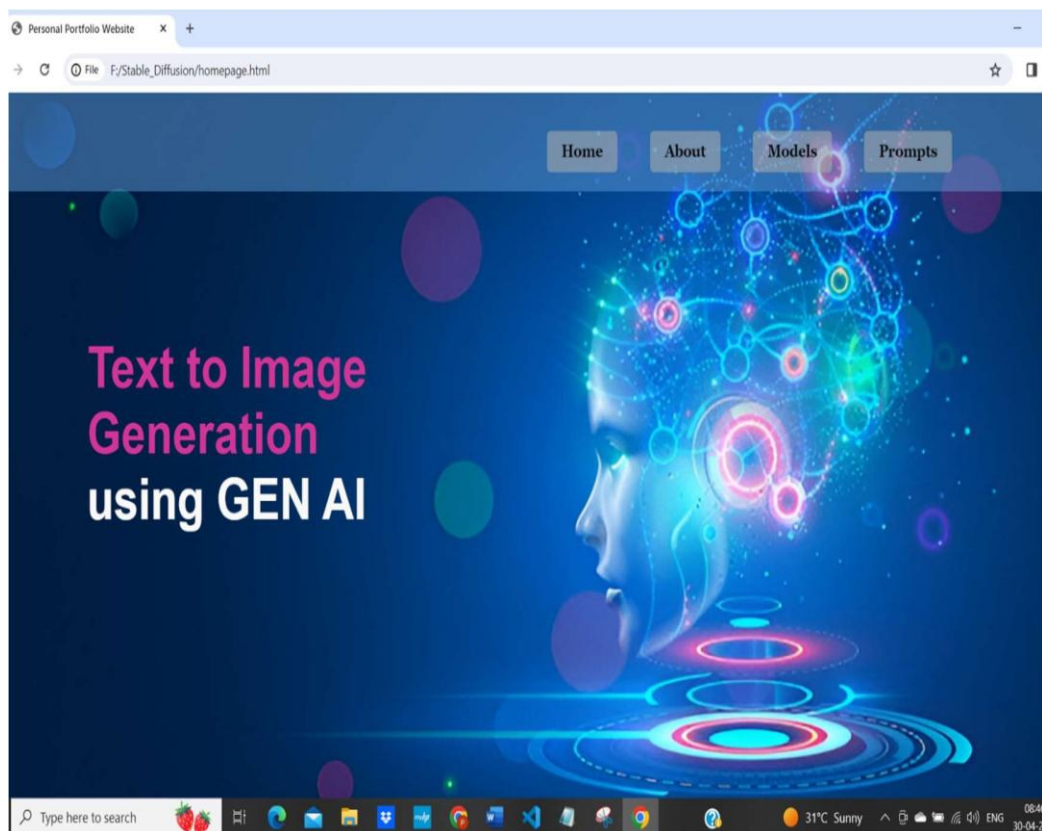 Personal Portfolio Website
File F:/Stable_Diffusion/homepage.html
Home About Models Prompts
Text to Image
Generation
using GEN AI
Type here to search 31°C Sunny ENG